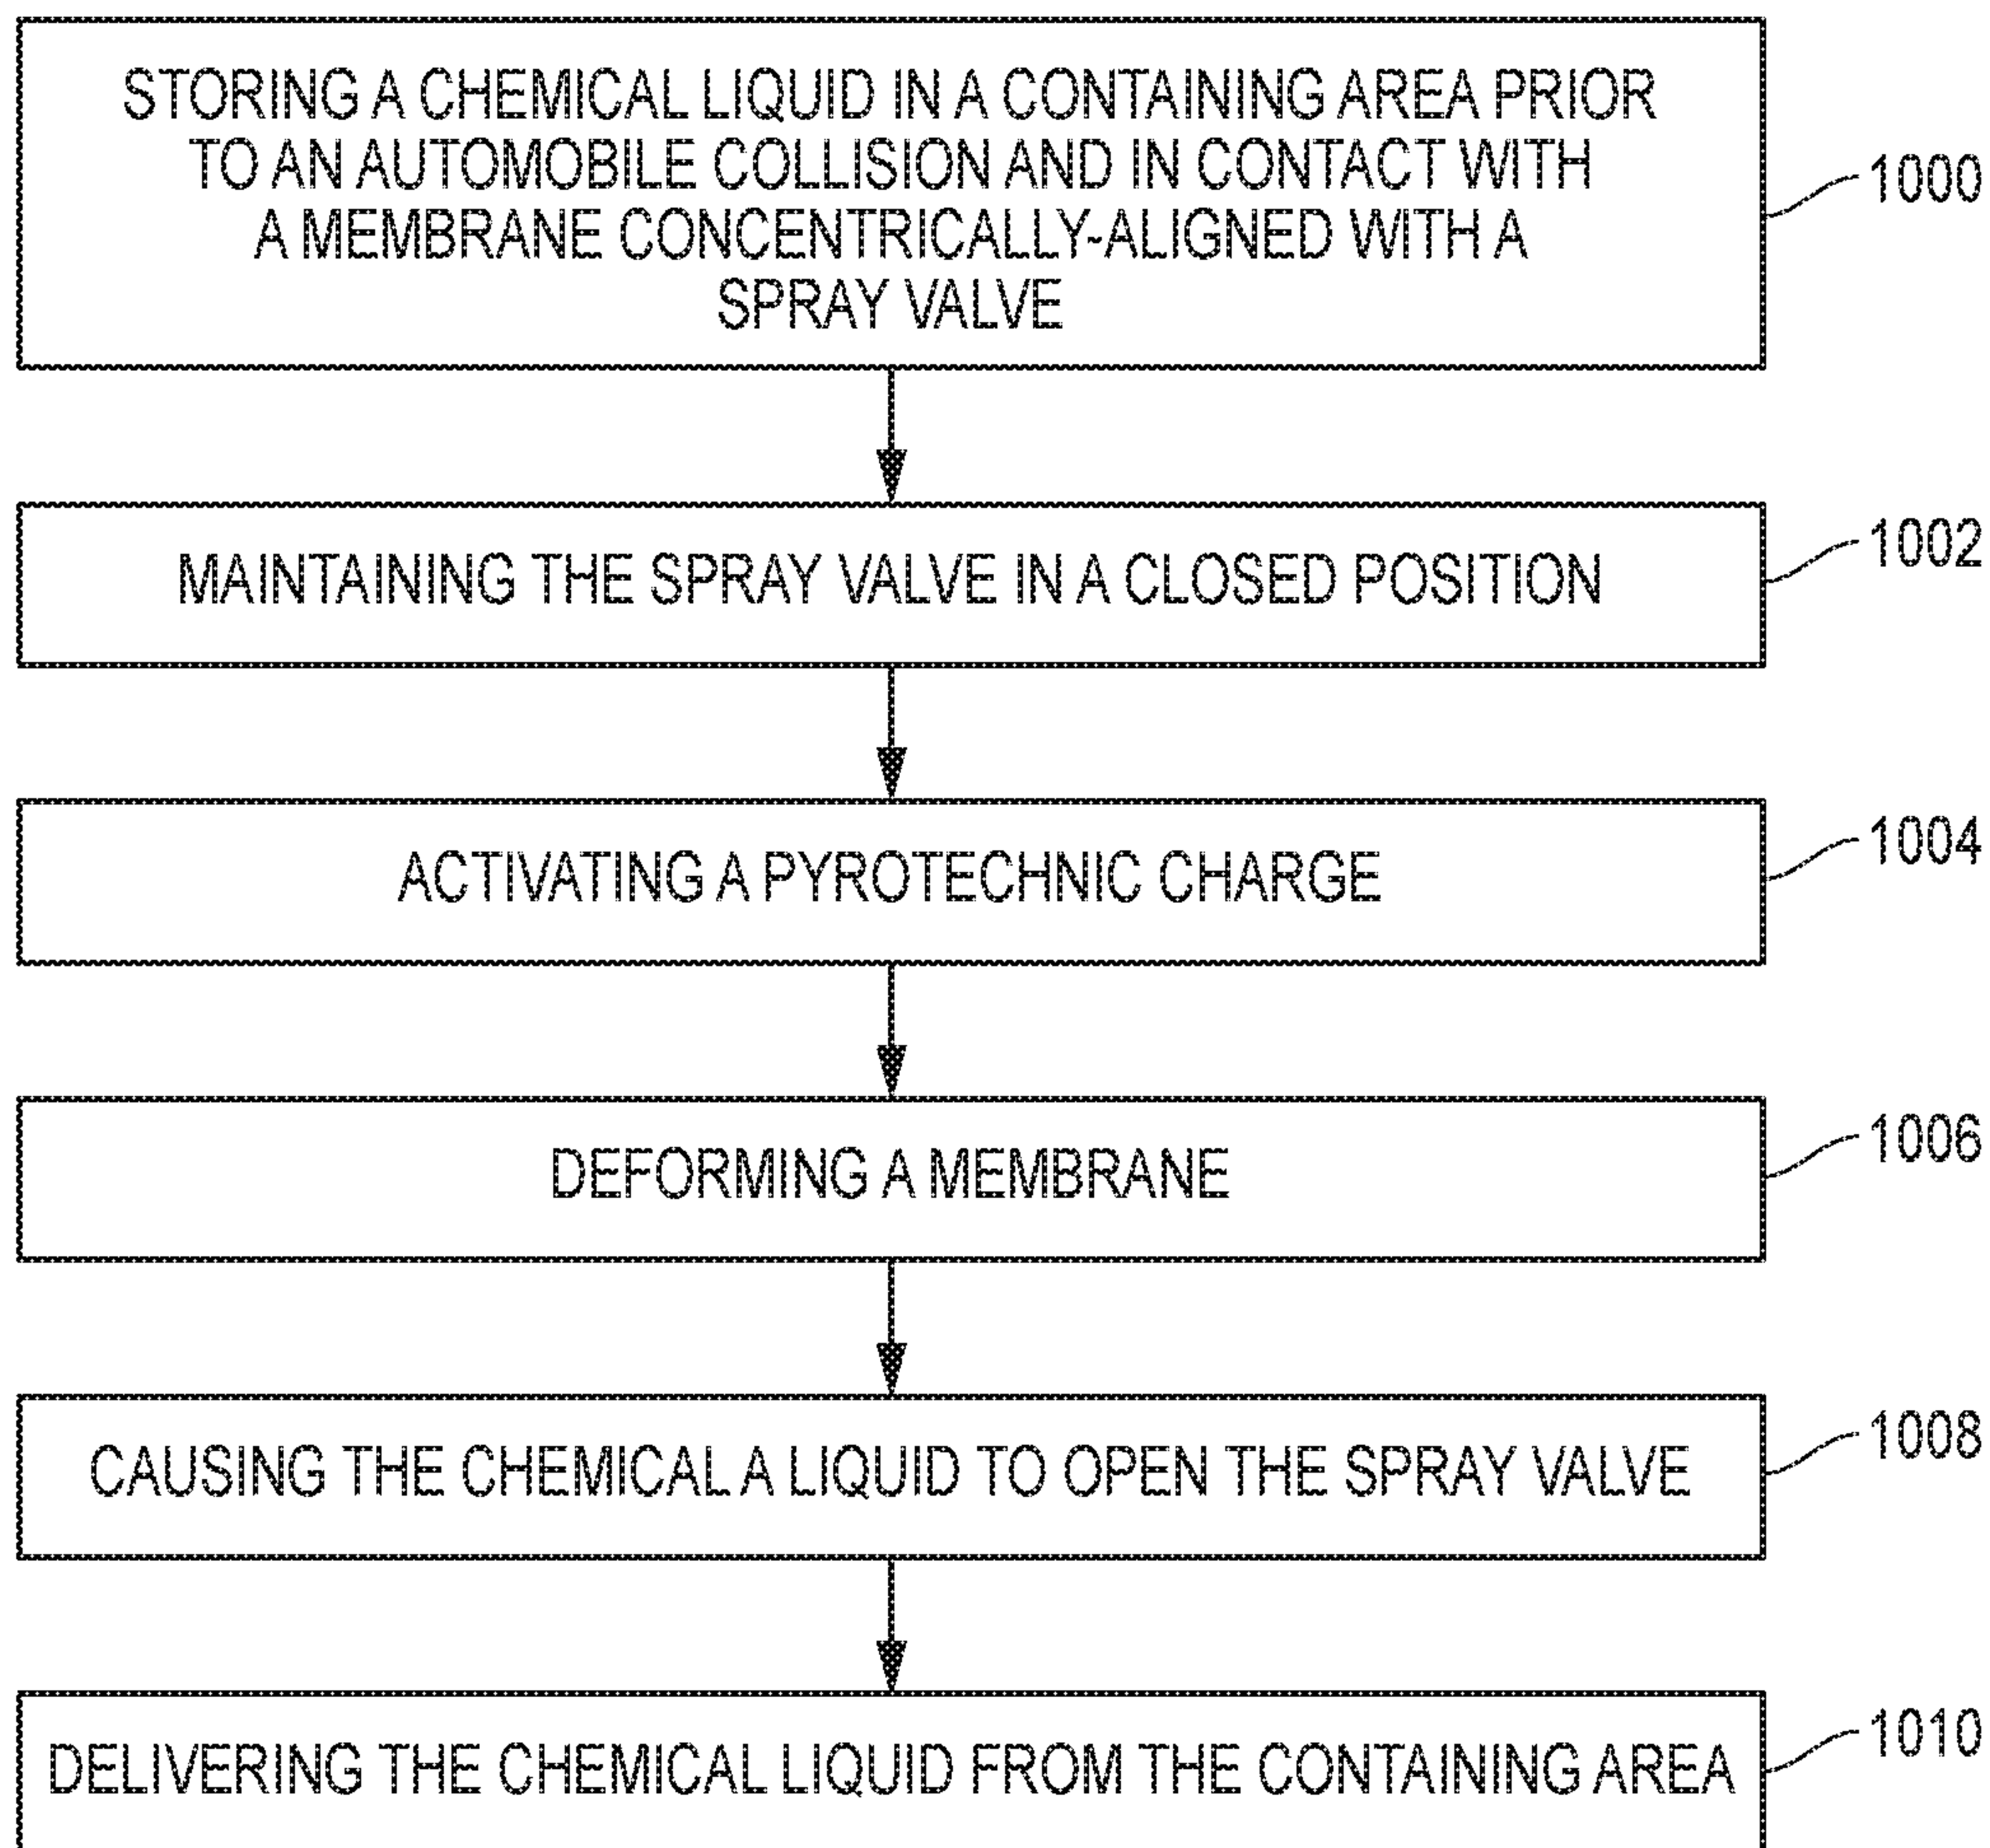 STORING A CHEMICAL LIQUID IN A CONTAINING AREA PRIOR
TO AN AUTOMOBILE COLLISION AND IN CONTACT WITH
A MEMBRANE CONCENTRICALLY-ALIGNED WITH A
SPRAY VALVE
1000
MAINTAINING THE SPRAY VALVE IN A CLOSED POSITION
1002
ACTIVATING A PYROTECHNIC CHARGE
1004
DEFORMING A MEMBRANE
1006
CAUSING THE CHEMICAL A LIQUID TO OPEN THE SPRAY VALVE
1008
DELIVERING THE CHEMICAL LIQUID FROM THE CONTAINING AREA
1010